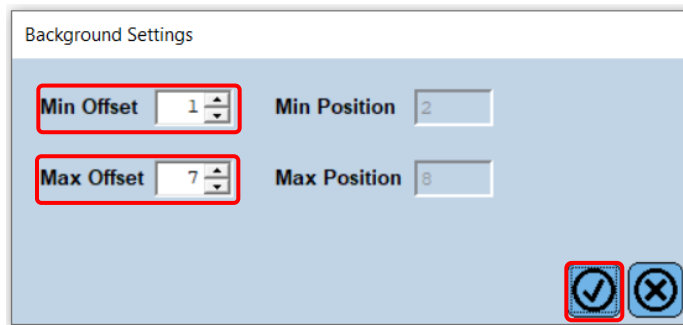 Background Settings
Min Offset 1 Min Position 2
Max Offset 7 Max Position 8